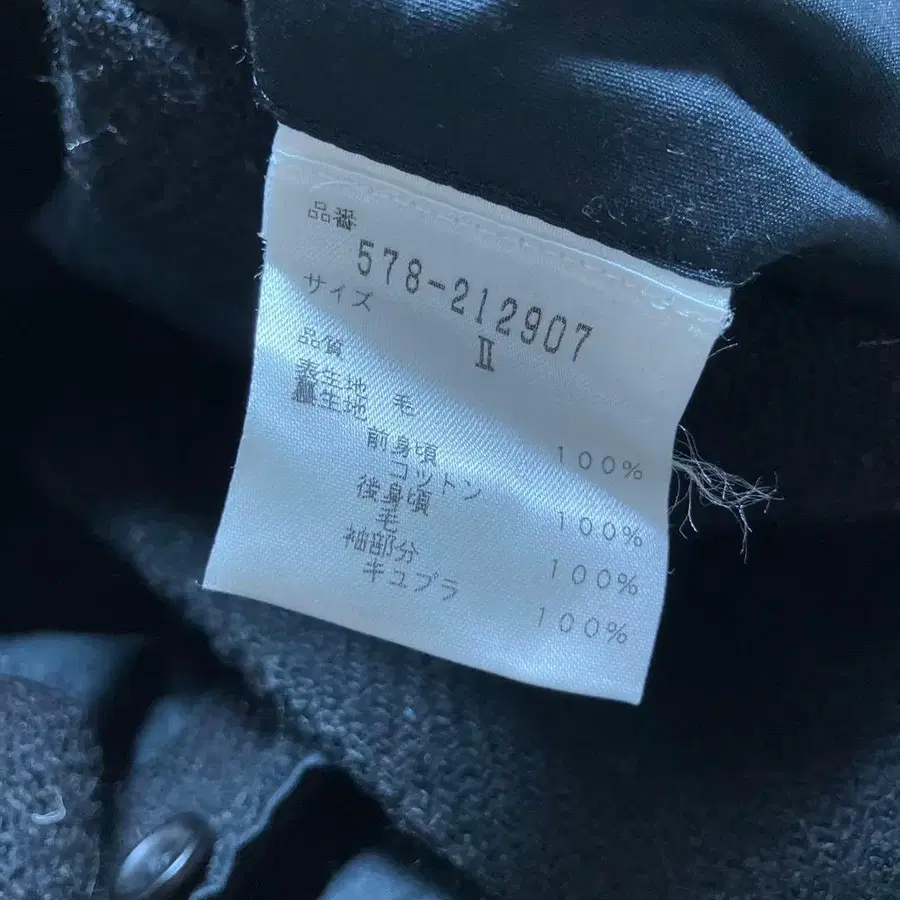 品番
578-212907
サイズ
Ⅱ
品質
表生地 毛 100%
裏生地
前身頃
コットン 100%
後身頃
毛 100%
袖部分
キュプラ 100%